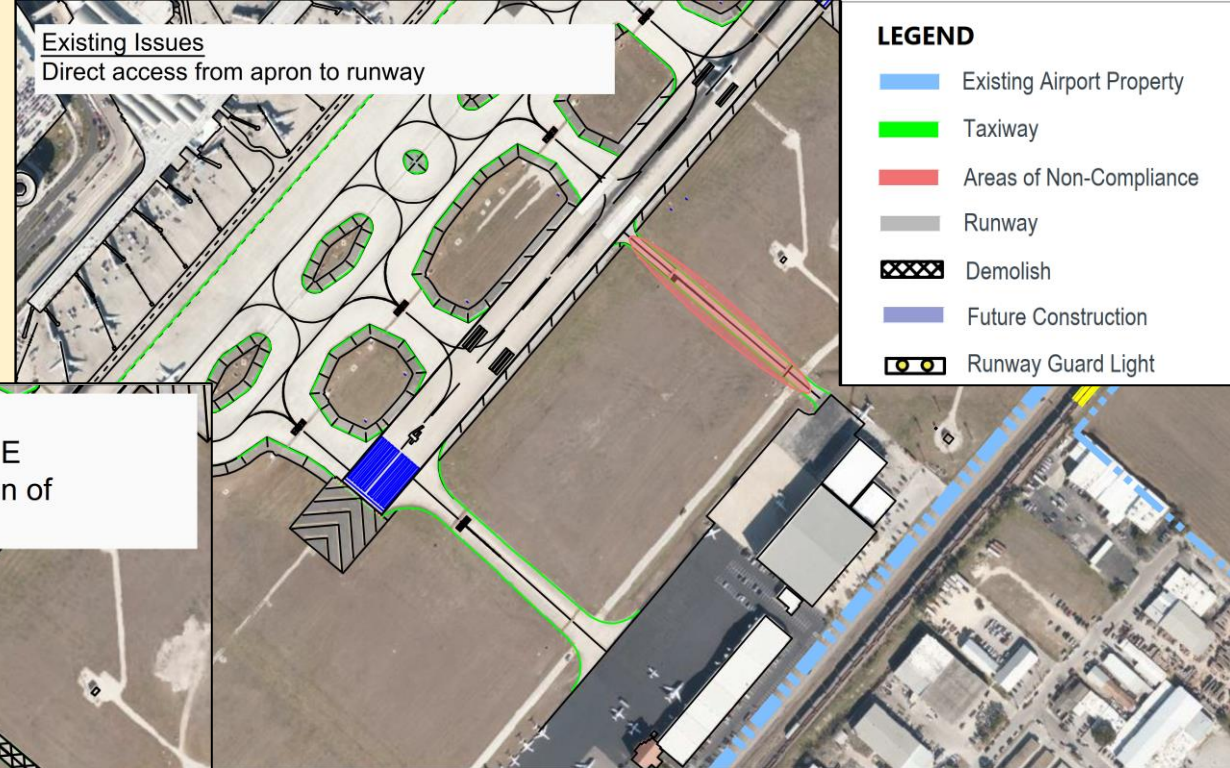 Existing Issues
Direct access from apron to runway
LEGEND
Existing Airport Property
Taxiway
Areas of Non-Compliance
Runway
Demolish
Future Construction
Runway Guard Light
E
n of
4